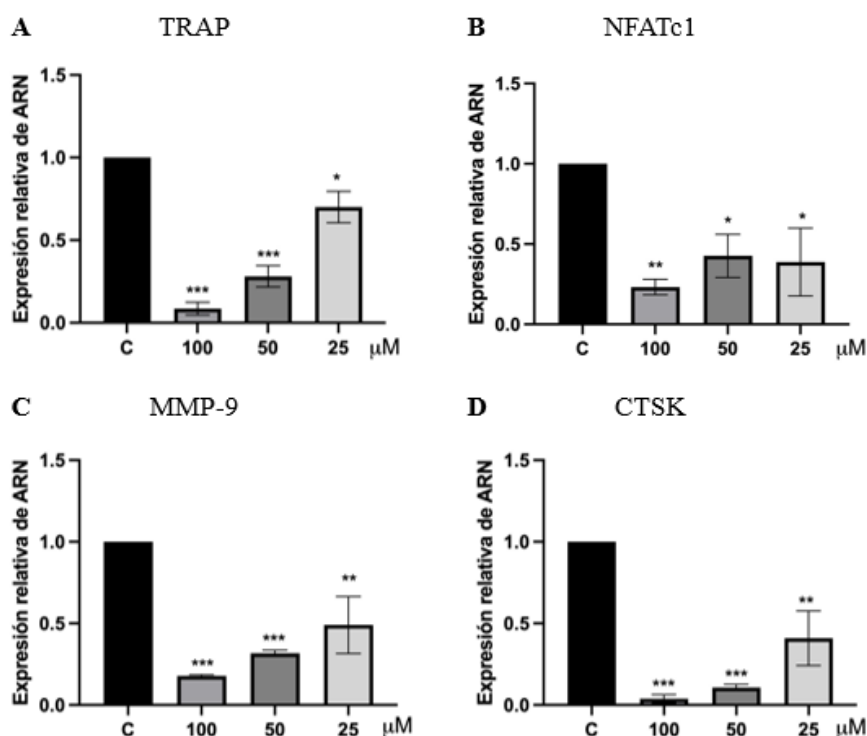 A TRAP
Expresión relativa de ARN
1.5
1.0
0.5
0.0
*
***
***
C 100 50 25 μM
B NFATc1
Expresión relativa de ARN
1.5
1.0
0.5
0.0
**
*
*
C 100 50 25 μM
C MMP-9
Expresión relativa de ARN
1.5
1.0
0.5
0.0
***
***
**
C 100 50 25 μM
D CTSK
Expresión relativa de ARN
1.5
1.0
0.5
0.0
***
***
**
C 100 50 25 μM